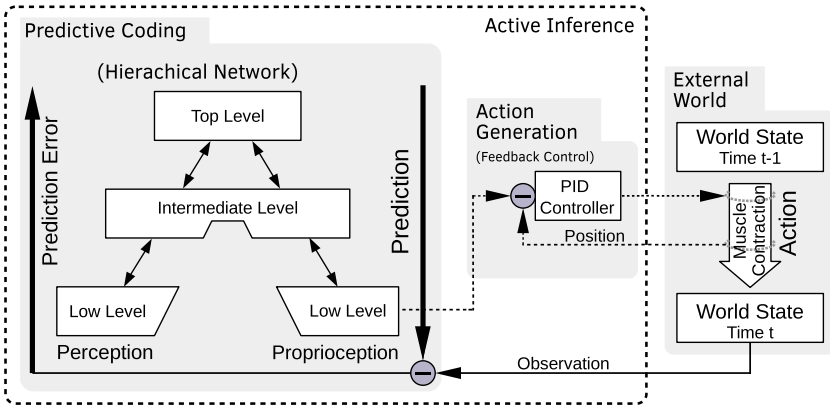 Predictive Coding
Active Inference
(Hierachical Network)
Top Level
Intermediate Level
Low Level
Low Level
Perception
Proprioception
Prediction Error
Prediction
Action
Generation
(Feedback Control)
PID
Controller
Position
External
World
World State
Time t-1
Muscle
Contraction
Action
World State
Time t
Observation